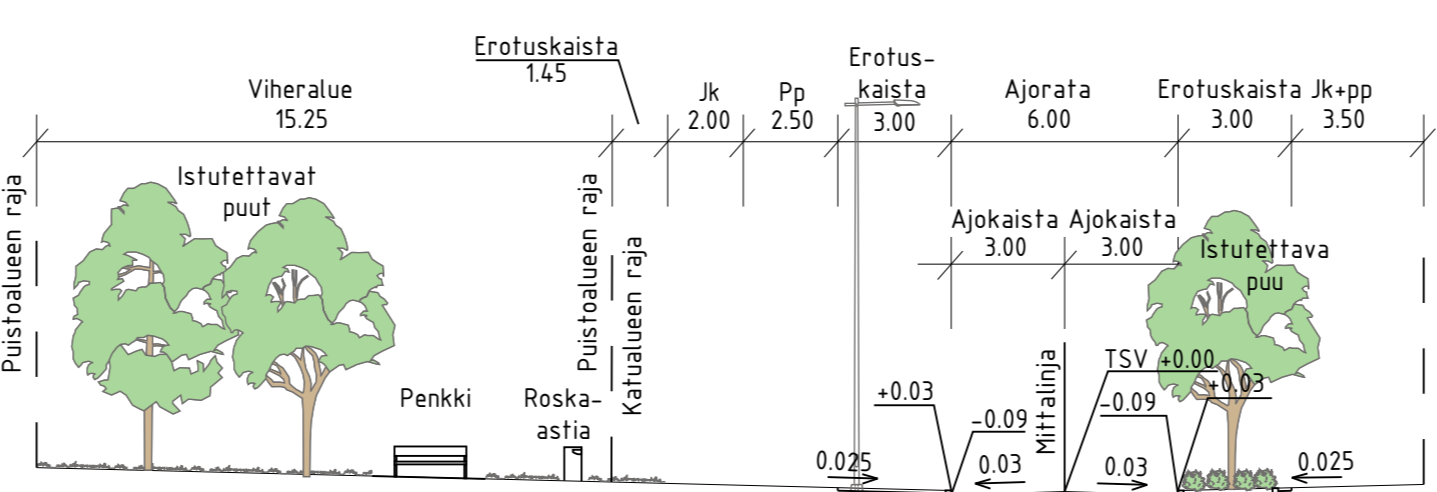 Erotuskaista
1.45
Erotus-
kaista
3.00
Viheralue
15.25
Jk
2.00
Pp
2.50
Ajorata
6.00
Erotuskaista
3.00
Jk+pp
3.50
Puistoalueen raja
Istutettavat
puut
Puistoalueen raja
Katualueen raja
Ajokaista
3.00
Ajokaista
3.00
Istutettava
puu
Penkki
Roska-
astia
Mittalinja
TSV +0.00
+0.03
+0.03
-0.09
-0.09
0.025
0.03
0.03
0.025